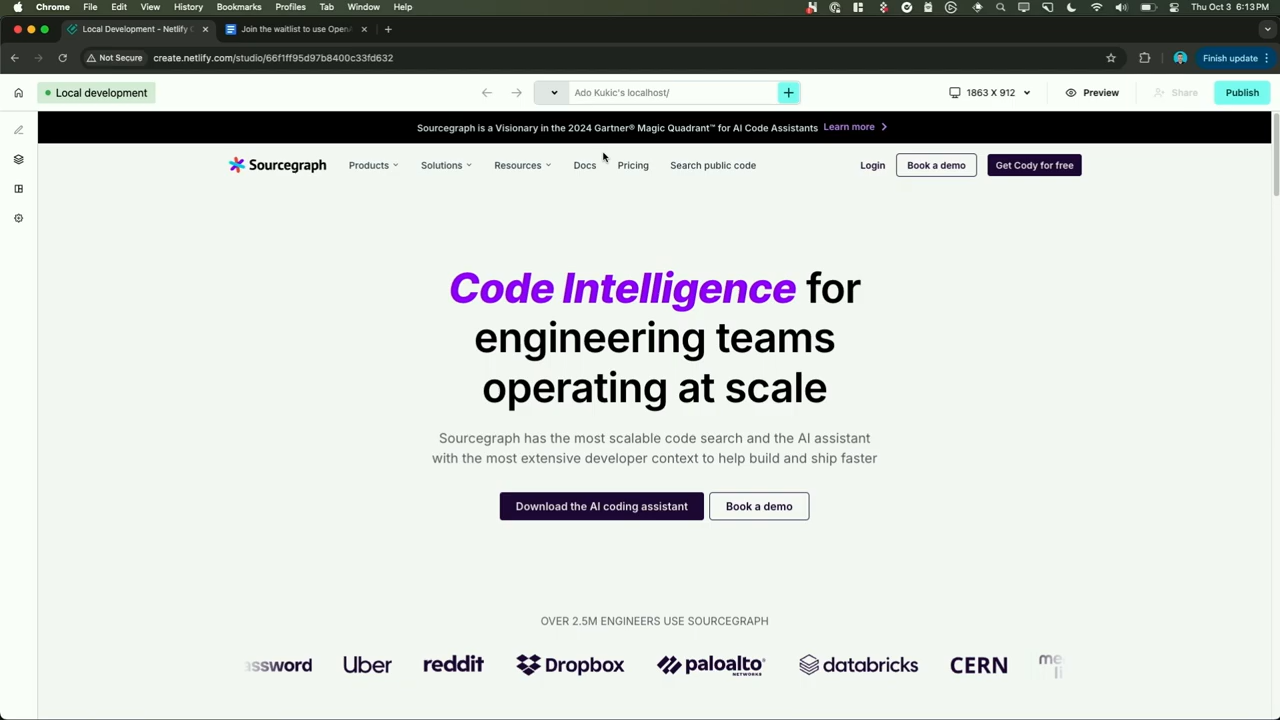 Chrome File Edit View History Bookmarks Profiles Tab Window Help Thu Oct 3 6:13 PM
Local Development - Netlify Join the waitlist to use Open
Not Secure create.netlify.com/studio/66f1ff95d97b8400c33fd632 Finish update
Local development Ado Kukic's localhost/ 1863 X 912 Preview Share Publish
Sourcegraph is a Visionary in the 2024 Gartner® Magic Quadrant™ for AI Code Assistants Learn more
Sourcegraph Products Solutions Resources Docs Pricing Search public code Login Book a demo Get Cody for free
Code Intelligence for
engineering teams
operating at scale
Sourcegraph has the most scalable code search and the AI assistant
with the most extensive developer context to help build and ship faster
Download the AI coding assistant Book a demo
OVER 2.5M ENGINEERS USE SOURCEGRAPH
assword Uber reddit Dropbox paloalto NETWORKS databricks CERN me li